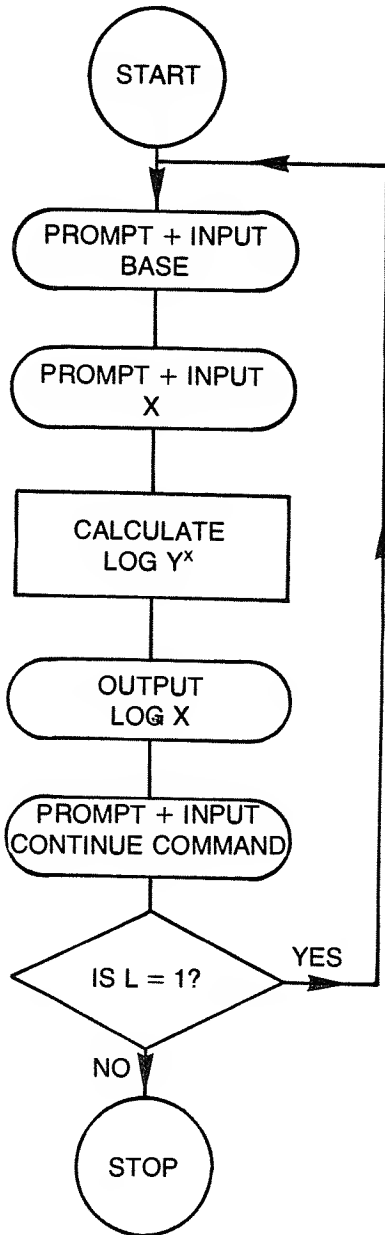 START
PROMPT + INPUT
BASE
PROMPT + INPUT
X
CALCULATE
LOG Yˣ
OUTPUT
LOG X
PROMPT + INPUT
CONTINUE COMMAND
IS L = 1?
YES
NO
STOP